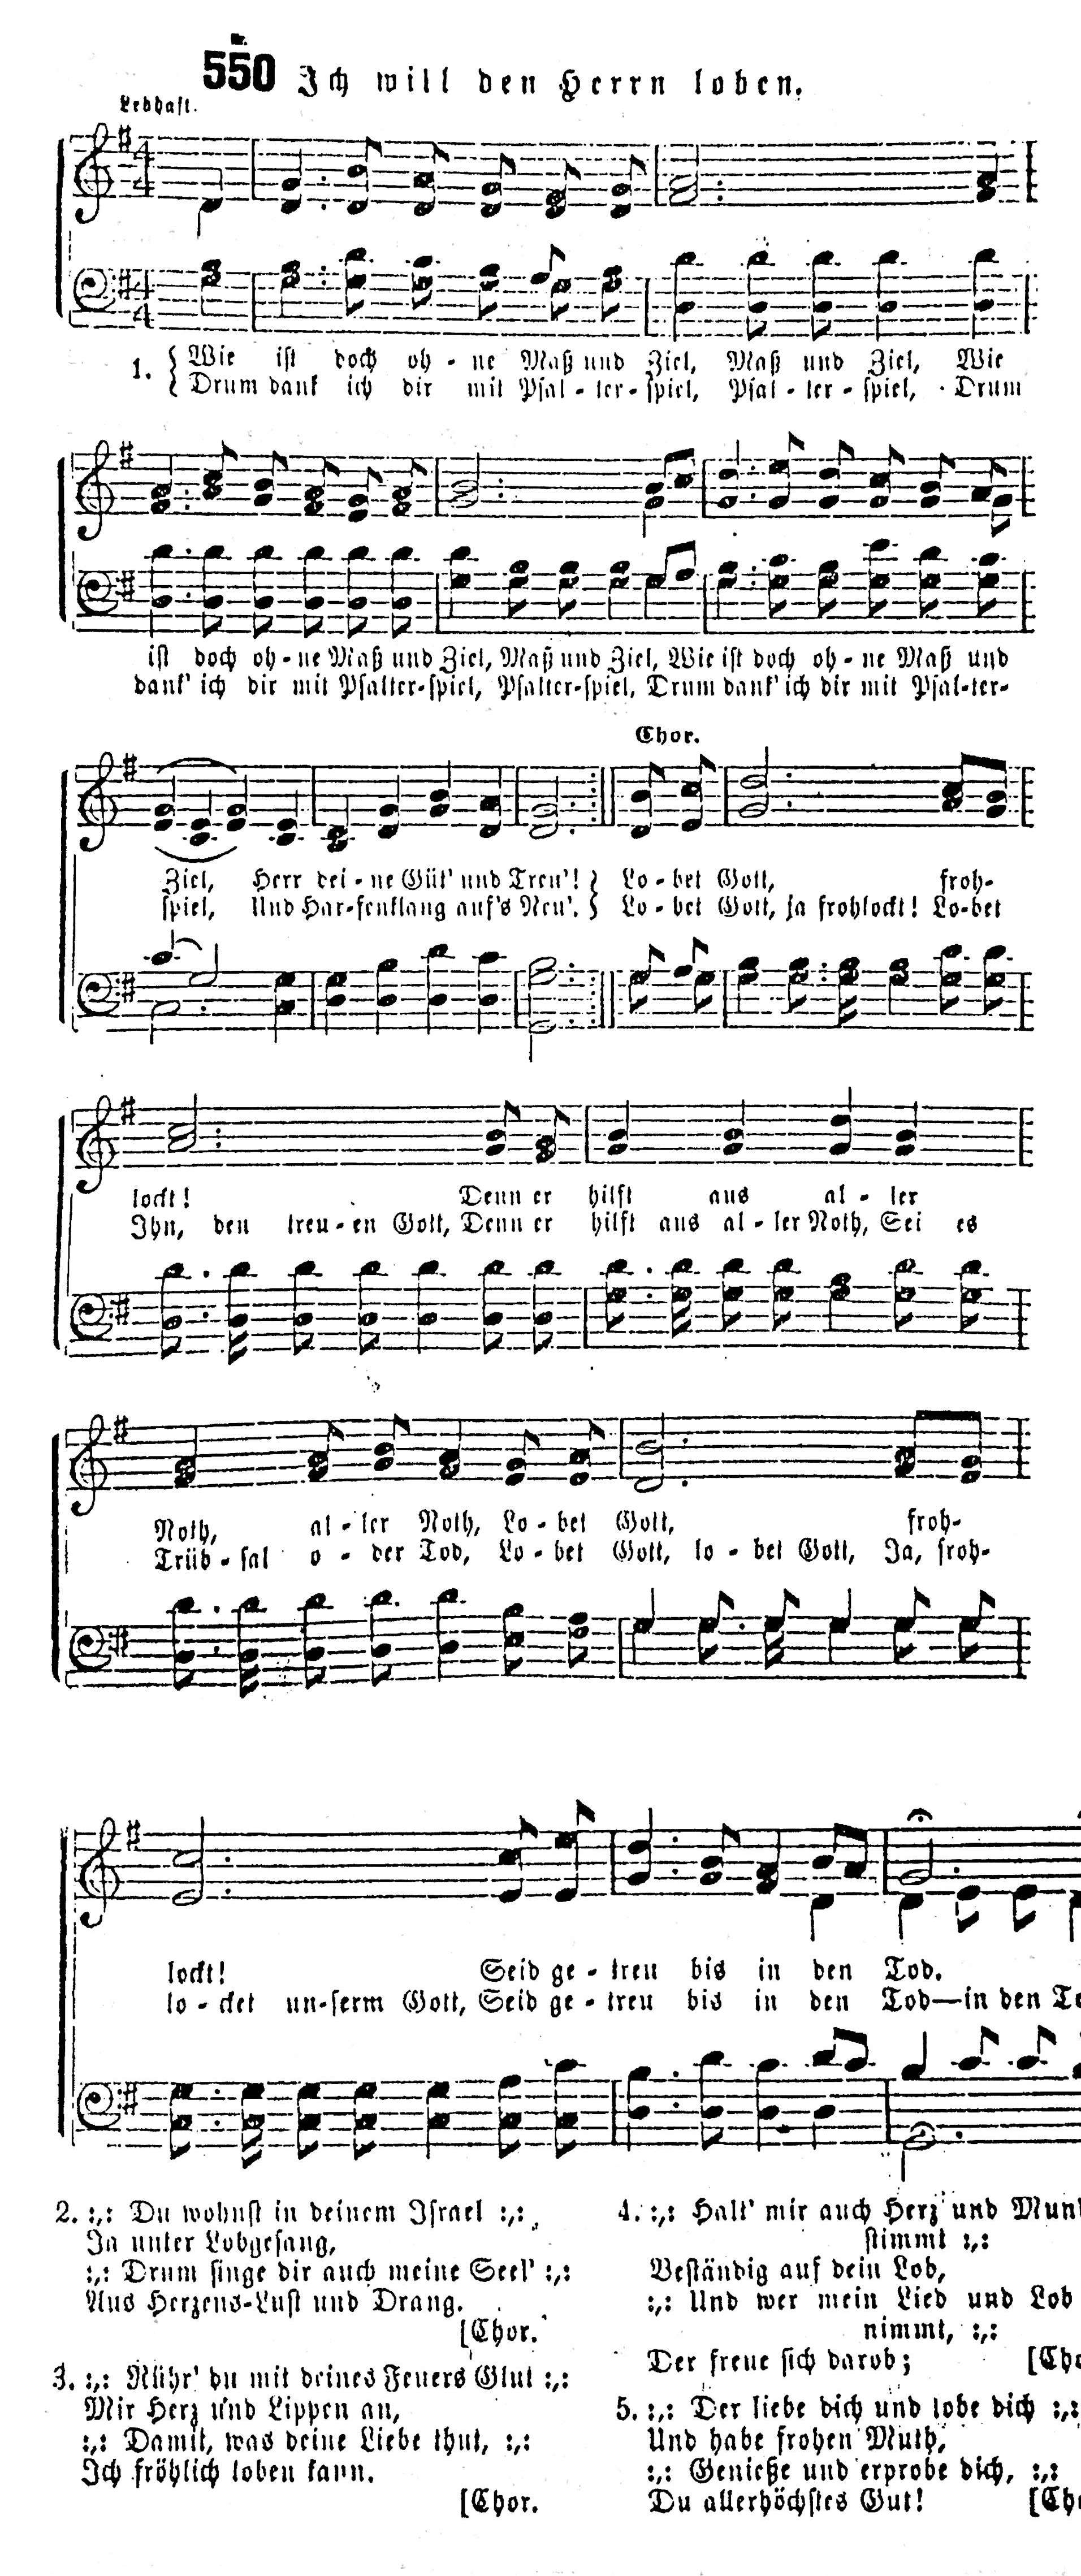 Nr.
550 Ich will den Herrn loben.
Lebhaft.
1. { Wie ist doch oh - ne Maß und Ziel, Maß und Ziel, Wie
{ Drum dank ich dir mit Psal - ter - spiel, Psal - ter - spiel, Drum
ist doch oh - ne Maß und Ziel, Maß und Ziel, Wie ist doch oh - ne Maß und
dank' ich dir mit Psalter-spiel, Psalter-spiel, Drum dank' ich dir mit Psal-ter-
Chor.
Ziel, Herr dei - ne Güt' und Treu'! } Lo - bet Gott, froh-
spiel, Und Har-fenklang auf's Neu'. } Lo - bet Gott, ja frohlockt! Lo-bet
lockt! Denn er hilft aus al - ler
Ihn, den treu - en Gott, Denn er hilft aus al - ler Noth, Sei es
Noth, al - ler Noth, Lo - bet Gott, froh-
Trüb - sal o - der Tod, Lo - bet Gott, lo - bet Gott, Ja, froh-
lockt! Seid ge - treu bis in den Tod.
lo - cket un-serm Gott, Seid ge - treu bis in den Tod—in den
2. :,: Du wohnst in deinem Israel :,:
Ja unter Lobgesang,
:,: Drum singe dir auch meine Seel' :,:
Aus Herzens-Lust und Drang.
[Chor.
3. :,: Rühr' du mit deines Feuers Glut :,:
Mir Herz und Lippen an,
:,: Damit, was deine Liebe thut, :,:
Ich fröhlich loben kann.
[Chor.
4. :,: Halt' mir auch Herz und
stimmt :,:
Beständig auf dein Lob,
:,: Und wer mein Lied und Lob
nimmt, :,:
Der freue sich darob;
5. :,: Der liebe dich und lobe dich :,:
Und habe frohen Muth,
:,: Genieße und erprobe dich, :,:
Du allerhöchstes Gut!